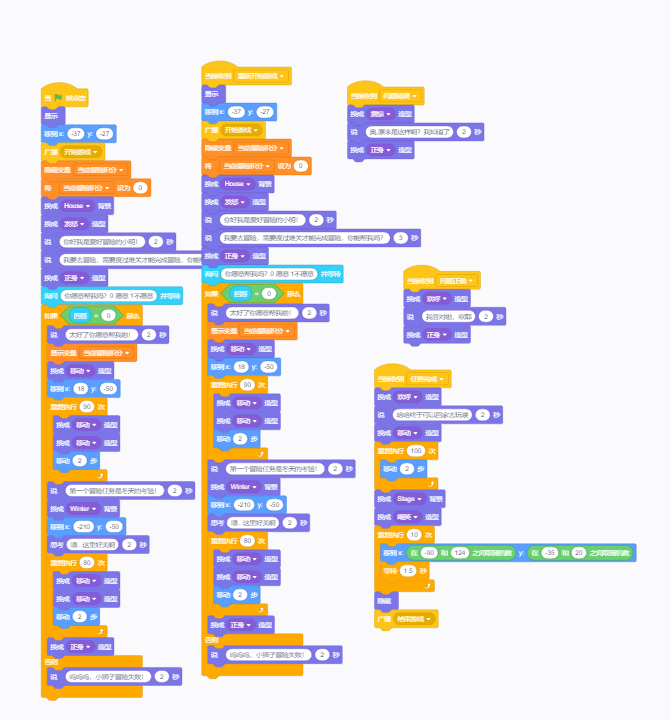 当 被点击
显示
移到 x: -37 y: -27
广播 开始游戏
隐藏变量 当前冒险积分
将 当前冒险积分 设为 0
换成 House 背景
换成 发怒 造型
说 你好我是爱好冒险的小明! 2 秒
说 我要去冒险,需要度过难关才能完成冒险,你能
换成 正身 造型
询问 你愿意帮我吗?0 愿意 1不愿意 并等待
如果 回答 = 0 那么
说 太好了你愿意帮我啦! 2 秒
显示变量 当前冒险积分
换成 移动 造型
移到 x: 18 y: -50
重复执行 90 次
换成 移动 造型
换成 移动 造型
移动 2 步
说 第一个冒险任务是冬天的考验! 2 秒
换成 Winter 背景
移到 x: -210 y: -50
思考 嗯...这里好美啊 2 秒
重复执行 80 次
换成 移动 造型
换成 移动 造型
移动 2 步
换成 正身 造型
否则
说 呜呜呜,小狮子冒险失败! 2 秒
当接收到 重新开始游戏
显示
移到 x: -37 y: -27
广播 开始游戏
隐藏变量 当前冒险积分
将 当前冒险积分 设为 0
换成 House 背景
换成 发怒 造型
说 你好我是爱好冒险的小明! 2 秒
说 我要去冒险,需要度过难关才能完成冒险,你能帮我吗? 3 秒
换成 正身 造型
询问 你愿意帮我吗?0 愿意 1不愿意 并等待
如果 回答 = 0 那么
说 太好了你愿意帮我啦! 2 秒
显示变量 当前冒险积分
换成 移动 造型
移到 x: 18 y: -50
重复执行 90 次
换成 移动 造型
换成 移动 造型
移动 2 步
说 第一个冒险任务是冬天的考验! 2 秒
换成 Winter 背景
移到 x: -210 y: -50
思考 嗯...这里好美啊 2 秒
重复执行 80 次
换成 移动 造型
换成 移动 造型
移动 2 步
换成 正身 造型
否则
说 呜呜呜,小狮子冒险失败! 2 秒
当接收到
换成 造型
说 奥,原来是这样啊?我知道了 2 秒
换成 正身 造型
当接收到
换成 欢呼 造型
说 我答对啦,欧耶 2 秒
换成 正身 造型
当接收到 任务完成
换成 欢呼 造型
说 哈哈终于可以回家去玩喽 2 秒
换成 移动 造型
重复执行 100 次
移动 2 步
换成 Stage 背景
换成 造型
重复执行 10 次
移到 x: 在 -90 和 124 之间取随机数 y: 在 -35 和 20 之间取随机数
等待 1.5 秒
隐藏
广播 结束游戏